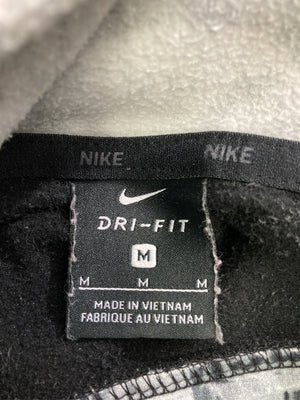 NIKE NIKE
DRI-FIT
M
M M M
MADE IN VIETNAM
FABRIQUE AU VIETNAM